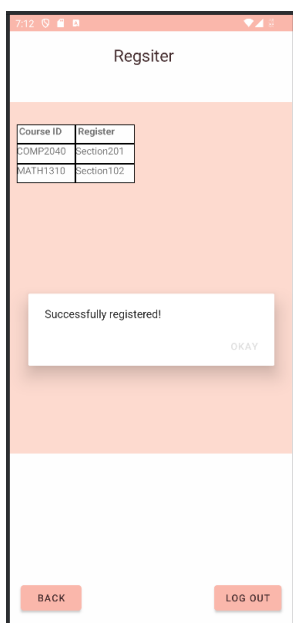 7:12
Regsiter
Course ID Register
COMP2040 Section201
MATH1310 Section102
Successfully registered!
OKAY
BACK LOG OUT